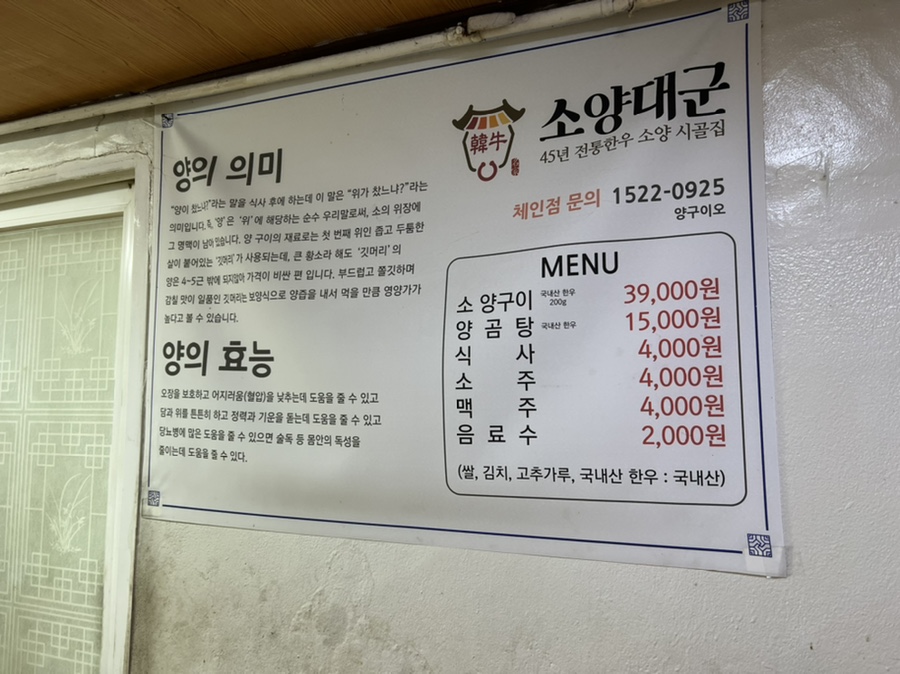 양의 의미
"양이 찼느냐?"라는 말을 식사 후에 하는데 이 말은 "위가 찼느냐?"라는
의미입니다. 즉, '양'은 '위'에 해당하는 순수 우리말로써, 소의 위장에
그 명맥이 남아 있습니다. 양 구이의 재료로는 첫 번째 위인 좁고 두툼한
살이 붙어있는 '깃머리'가 사용되는데, 큰 황소라 해도 '깃머리'의
양은 4~5근 밖에 되지않아 가격이 비싼 편 입니다. 부드럽고 쫄깃하며
감칠 맛이 일품인 깃머리는 보양식으로 양즙을 내서 먹을 만큼 영양가가
높다고 볼 수 있습니다.
양의 효능
오장을 보호하고 어지러움(혈압)을 낮추는데 도움을 줄 수 있고
담과 위를 튼튼히 하고 정력과 기운을 돋는데 도움을 줄 수 있고
당뇨병에 많은 도움을 줄 수 있으면 술독 등 몸안의 독성을
줄이는데 도움을 줄 수 있다.
韓牛
소양대군
45년 전통한우 소양 시골집
체인점 문의 1522-0925
양구이오
MENU
소 양구이 국내산 한우 200g 39,000원
양 곰 탕 국내산 한우 15,000원
식 사 4,000원
소 주 4,000원
맥 주 4,000원
음 료 수 2,000원
(쌀, 김치, 고추가루, 국내산 한우 : 국내산)